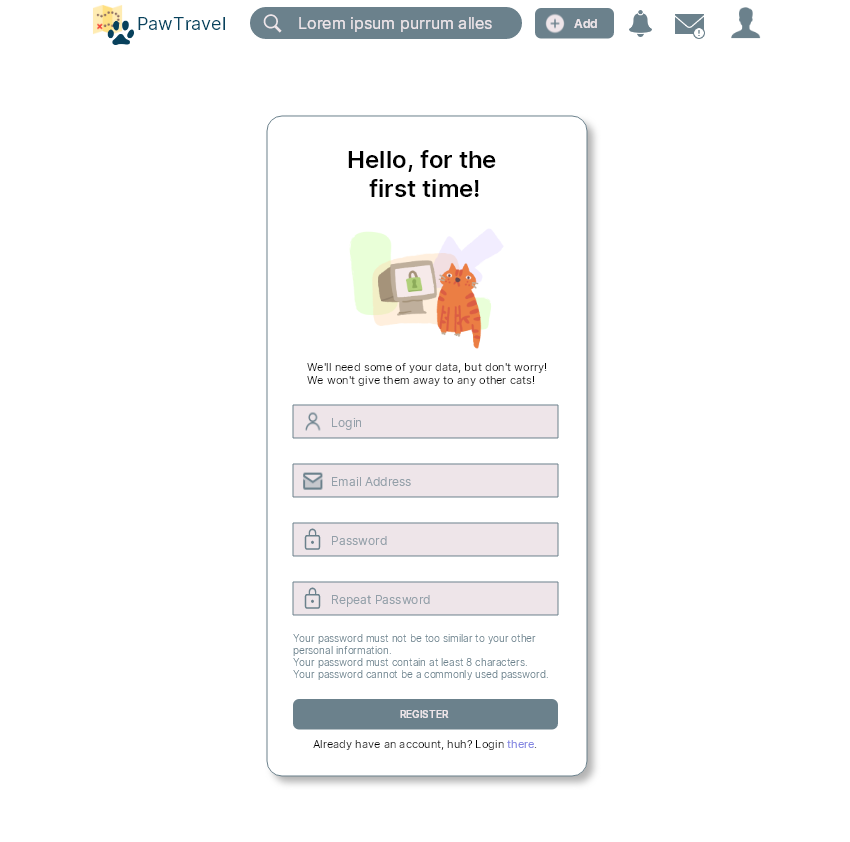 PawTravel
Lorem ipsum purrum alles
Add
Hello, for the
first time!
We'll need some of your data, but don't worry!
We won't give them away to any other cats!
Login
Email Address
Password
Repeat Password
Your password must not be too similar to your other
personal information.
Your password must contain at least 8 characters.
Your password cannot be a commonly used password.
REGISTER
Already have an account, huh? Login there.